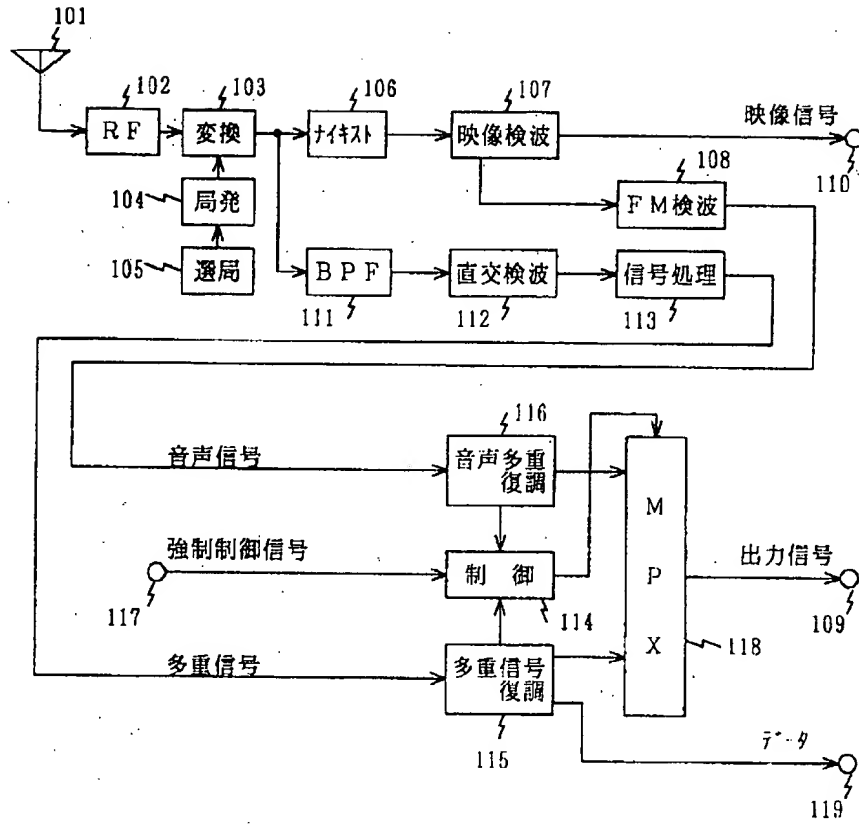 101
102
103
106
107
RF
変換
ナイキスト
映像検波
映像信号
110
104
局発
108
FM検波
105
選局
BPF
直交検波
信号処理
111
112
113
116
音声信号
音声多重
復調
M
P
X
強制制御信号
制御
出力信号
117
114
118
109
多重信号
多重信号
復調
115
データ
119